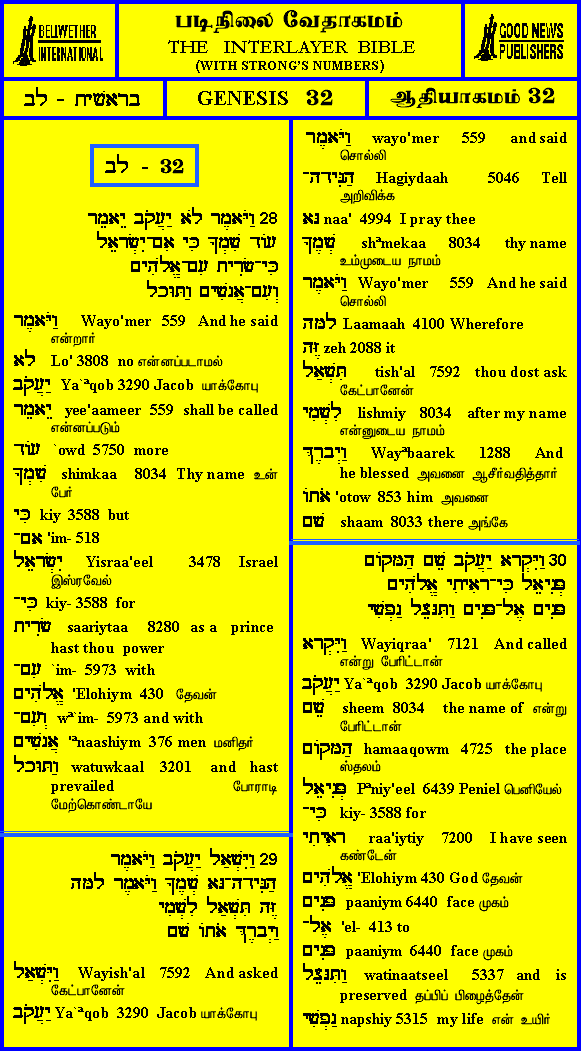 BELLWETHER
INTERNATIONAL
படிநிலை வேதாகமம்
THE INTERLAYER BIBLE
(WITH STRONG'S NUMBERS)
GOOD NEWS
PUBLISHERS
בראשית - לב
GENESIS 32
ஆதியாகமம் 32
לב - 32
28 וַיֹּאמֶר לֹא יַעֲקֹב יֵאָמֵר
עוֹד שִׁמְךָ כִּי אִם־יִשְׂרָאֵל
כִּי־שָׂרִיתָ עִם־אֱלֹהִים
וְעִם־אֲנָשִׁים וַתּוּכָל
וַיֹּאמֶר Wayo'mer 559 And he said
என்றார்
לֹא Lo' 3808 no என்னப்படாமல்
יַעֲקֹב Ya`ªqob 3290 Jacob யாக்கோபு
יֵאָמֵר yee'aameer 559 shall be called
என்னப்படும்
עוֹד `owd 5750 more
שִׁמְךָ shimkaa 8034 Thy name உன்
பேர்
כִּי kiy 3588 but
אִם־ 'im- 518
יִשְׂרָאֵל Yisraa'eel 3478 Israel
இஸ்ரவேல்
כִּי־ kiy- 3588 for
שָׂרִיתָ saariytaa 8280 as a prince
hast thou power
עִם־ `im- 5973 with
אֱלֹהִים 'Elohiym 430 தேவன்
וְעִם־ wª`im- 5973 and with
אֲנָשִׁים 'ªnaashiym 376 men மனிதர்
וַתּוּכָל watuwkaal 3201 and hast
prevailed போராடி
மேற்கொண்டாயே
29 וַיִּשְׁאַל יַעֲקֹב וַיֹּאמֶר
הַגִּידָה־נָּא שְׁמֶךָ וַיֹּאמֶר לָמָּה
זֶּה תִּשְׁאַל לִשְׁמִי
וַיְבָרֶךְ אֹתוֹ שָׁם
וַיִּשְׁאַל Wayish'al 7592 And asked
கேட்பானேன்
יַעֲקֹב Ya`ªqob 3290 Jacob யாக்கோபு
וַיֹּאמֶר wayo'mer 559 and said
சொல்லி
הַגִּידָה־ Hagiydaah 5046 Tell
அறிவிக்க
נָּא naa' 4994 I pray thee
שְׁמֶךָ shªmekaa 8034 thy name
உம்முடைய நாமம்
וַיֹּאמֶר Wayo'mer 559 And he said
சொல்லி
לָמָּה Laamaah 4100 Wherefore
זֶּה zeh 2088 it
תִּשְׁאַל tish'al 7592 thou dost ask
கேட்பானேன்
לִשְׁמִי lishmiy 8034 after my name
என்னுடைய நாமம்
וַיְבָרֶךְ Wayªbaarek 1288 And
he blessed அவனை ஆசீர்வதித்தார்
אֹתוֹ 'otow 853 him அவனை
שָׁם shaam 8033 there அங்கே
30 וַיִּקְרָא יַעֲקֹב שֵׁם הַמָּקוֹם
פְּנִיאֵל כִּי־רָאִיתִי אֱלֹהִים
פָּנִים אֶל־פָּנִים וַתִּנָּצֵל נַפְשִׁי
וַיִּקְרָא Wayiqraa' 7121 And called
என்று பேரிட்டான்
יַעֲקֹב Ya`ªqob 3290 Jacob யாக்கோபு
שֵׁם sheem 8034 the name of என்று
பேரிட்டான்
הַמָּקוֹם hamaaqowm 4725 the place
ஸ்தலம்
פְּנִיאֵל Pªniy'eel 6439 Peniel பெனியேல்
כִּי־ kiy- 3588 for
רָאִיתִי raa'iytiy 7200 I have seen
கண்டேன்
אֱלֹהִים 'Elohiym 430 God தேவன்
פָּנִים paaniym 6440 face முகம்
אֶל־ 'el- 413 to
פָּנִים paaniym 6440 face முகம்
וַתִּנָּצֵל watinaatseel 5337 and is
preserved தப்பிப் பிழைத்தேன்
נַפְשִׁי napshiy 5315 my life என் உயிர்